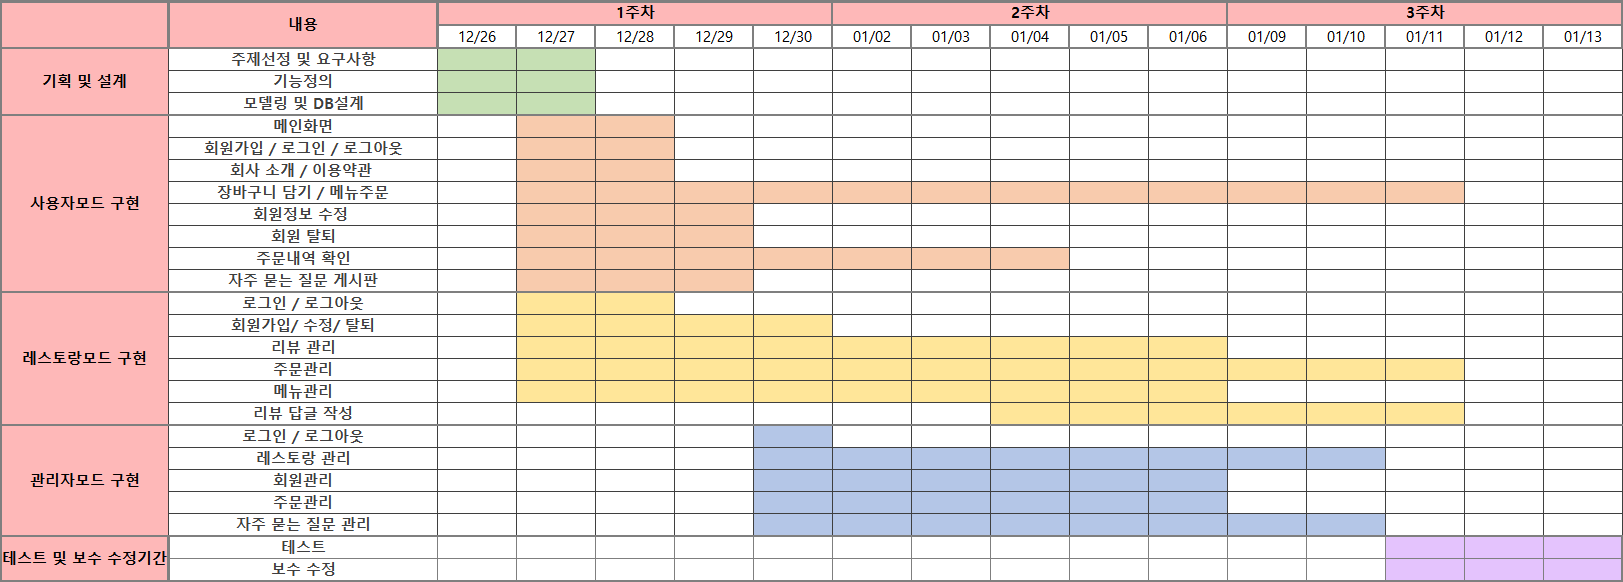 내용
1주차
2주차
3주차
12/26 12/27 12/28 12/29 12/30 01/02 01/03 01/04 01/05 01/06 01/09 01/10 01/11 01/12 01/13
기획 및 설계
주제선정 및 요구사항
기능정의
모델링 및 DB설계
사용자모드 구현
메인화면
회원가입 / 로그인 / 로그아웃
회사 소개 / 이용약관
장바구니 담기 / 메뉴주문
회원정보 수정
회원 탈퇴
주문내역 확인
자주 묻는 질문 게시판
레스토랑모드 구현
로그인 / 로그아웃
회원가입/ 수정/ 탈퇴
리뷰 관리
주문관리
메뉴관리
리뷰 답글 작성
관리자모드 구현
로그인 / 로그아웃
레스토랑 관리
회원관리
주문관리
자주 묻는 질문 관리
테스트 및 보수 수정기간
테스트
보수 수정